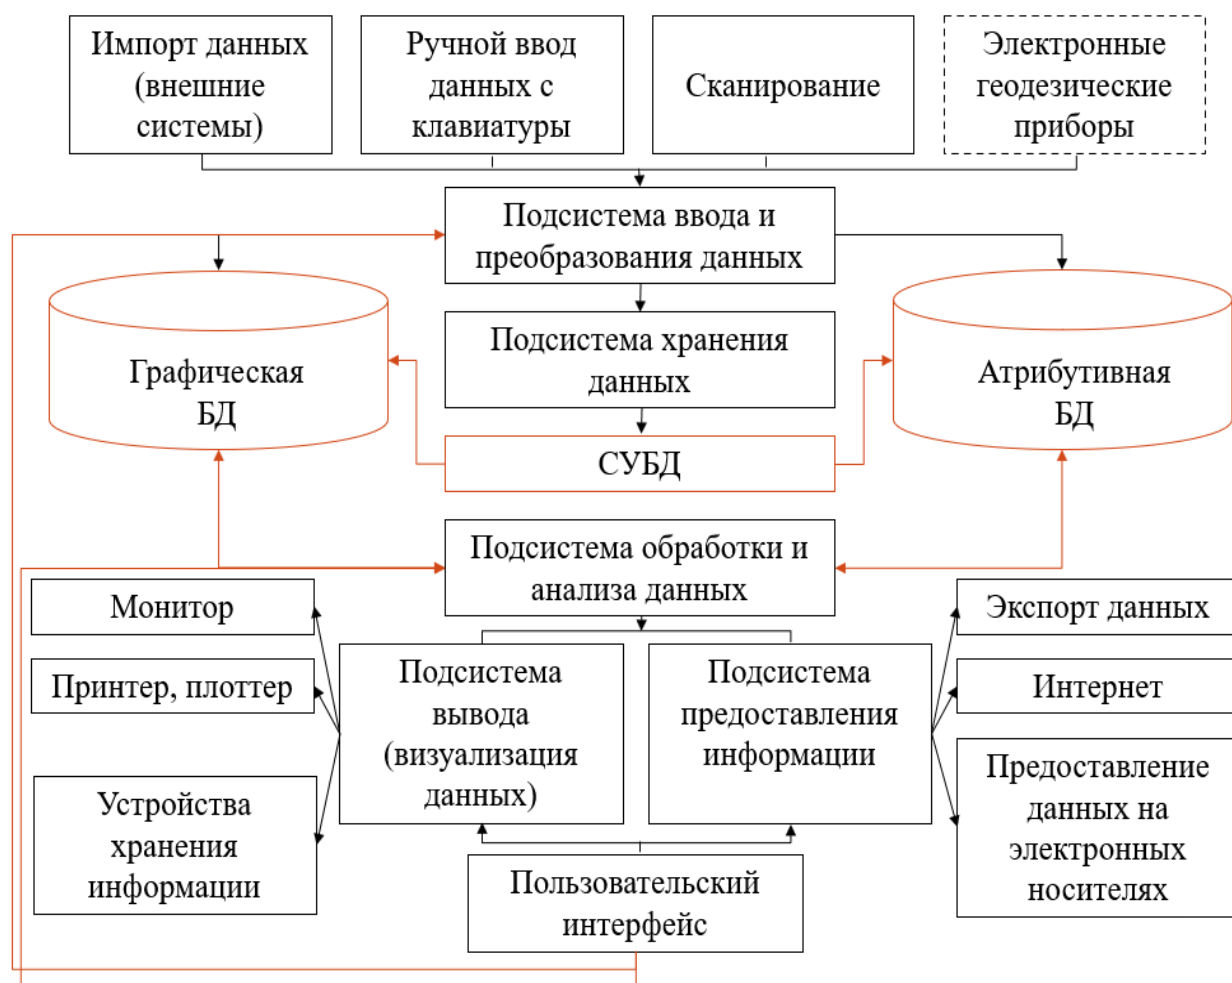 Импорт данных
(внешние
системы)
Ручной ввод
данных с
клавиатуры
Сканирование
Электронные
геодезические
приборы
Подсистема ввода и
преобразования данных
Графическая
БД
Подсистема хранения
данных
Атрибутивная
БД
СУБД
Подсистема обработки и
анализа данных
Монитор
Принтер, плоттер
Устройства
хранения
информации
Подсистема
вывода
(визуализация
данных)
Подсистема
предоставления
информации
Экспорт данных
Интернет
Предоставление
данных на
электронных
носителях
Пользовательский
интерфейс